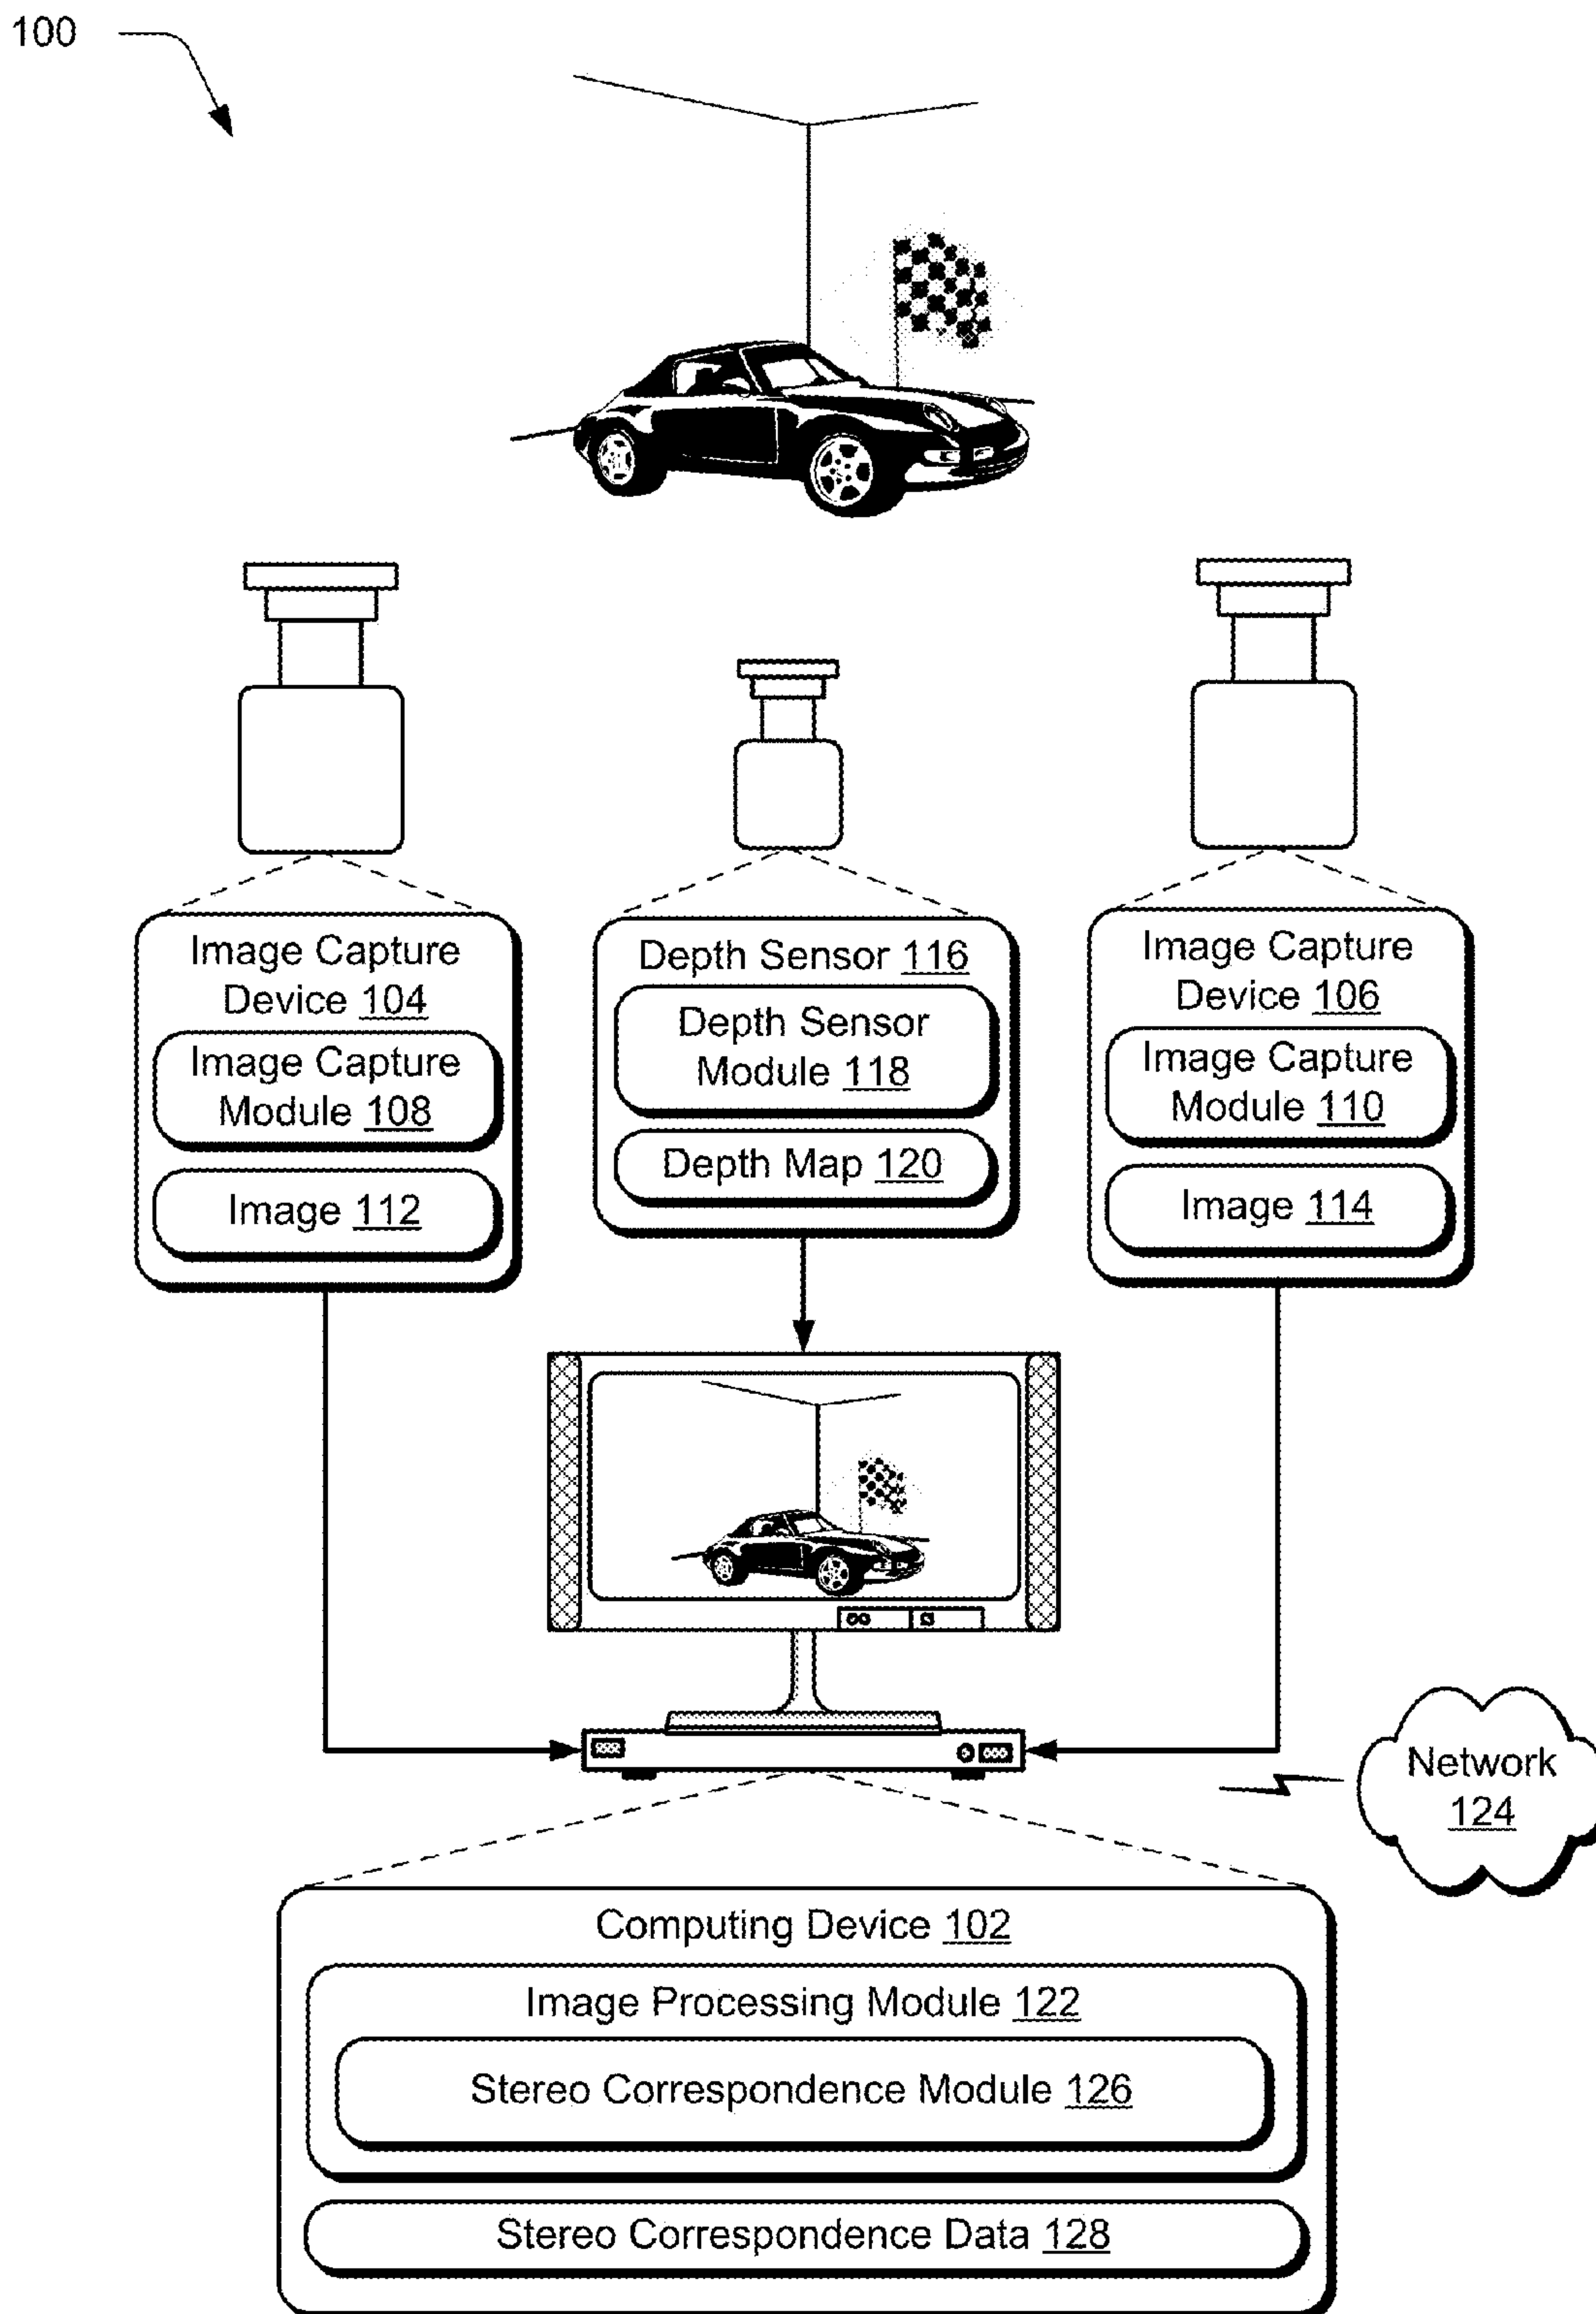 100
Image Capture
Device 104
Image Capture
Module 108
Image 112
Depth Sensor 116
Depth Sensor
Module 118
Depth Map 120
Image Capture
Device 106
Image Capture
Module 110
Image 114
Network
124
Computing Device 102
Image Processing Module 122
Stereo Correspondence Module 126
Stereo Correspondence Data 128